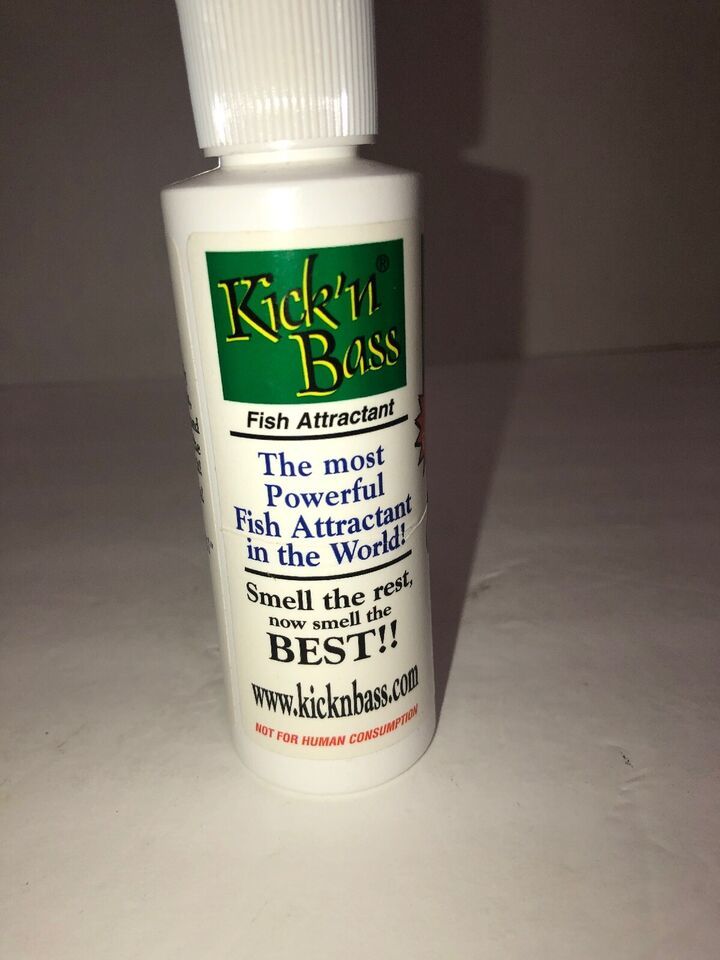 Kick'n®
Bass
Fish Attractant
The most
Powerful
Fish Attractant
in the World!
Smell the rest,
now smell the
BEST!!
www.kicknbass.com
NOT FOR HUMAN CONSUMPTION